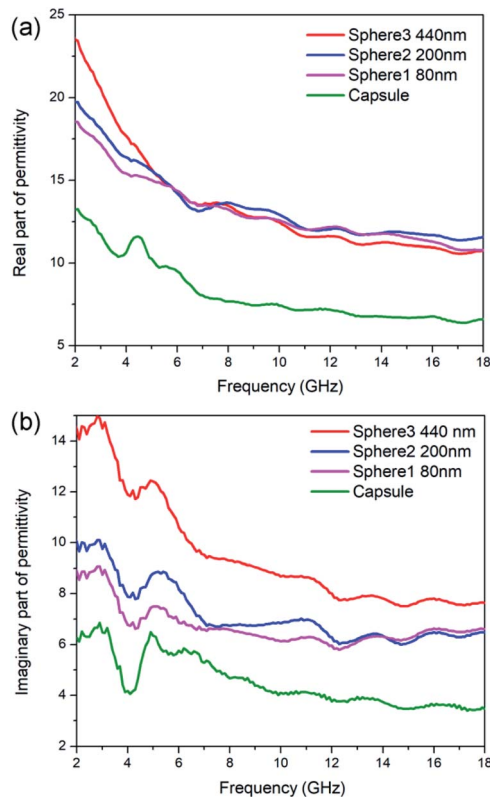 (a)
Sphere3 440nm
Sphere2 200nm
Sphere1 80nm
Capsule
Real part of permittivity
25
20
15
10
5
2 4 6 8 10 12 14 16 18
Frequency (GHz)
(b)
Sphere3 440 nm
Sphere2 200nm
Sphere1 80nm
Capsule
Imaginary part of permittivity
14
12
10
8
6
4
2
2 4 6 8 10 12 14 16 18
Frequency (GHz)